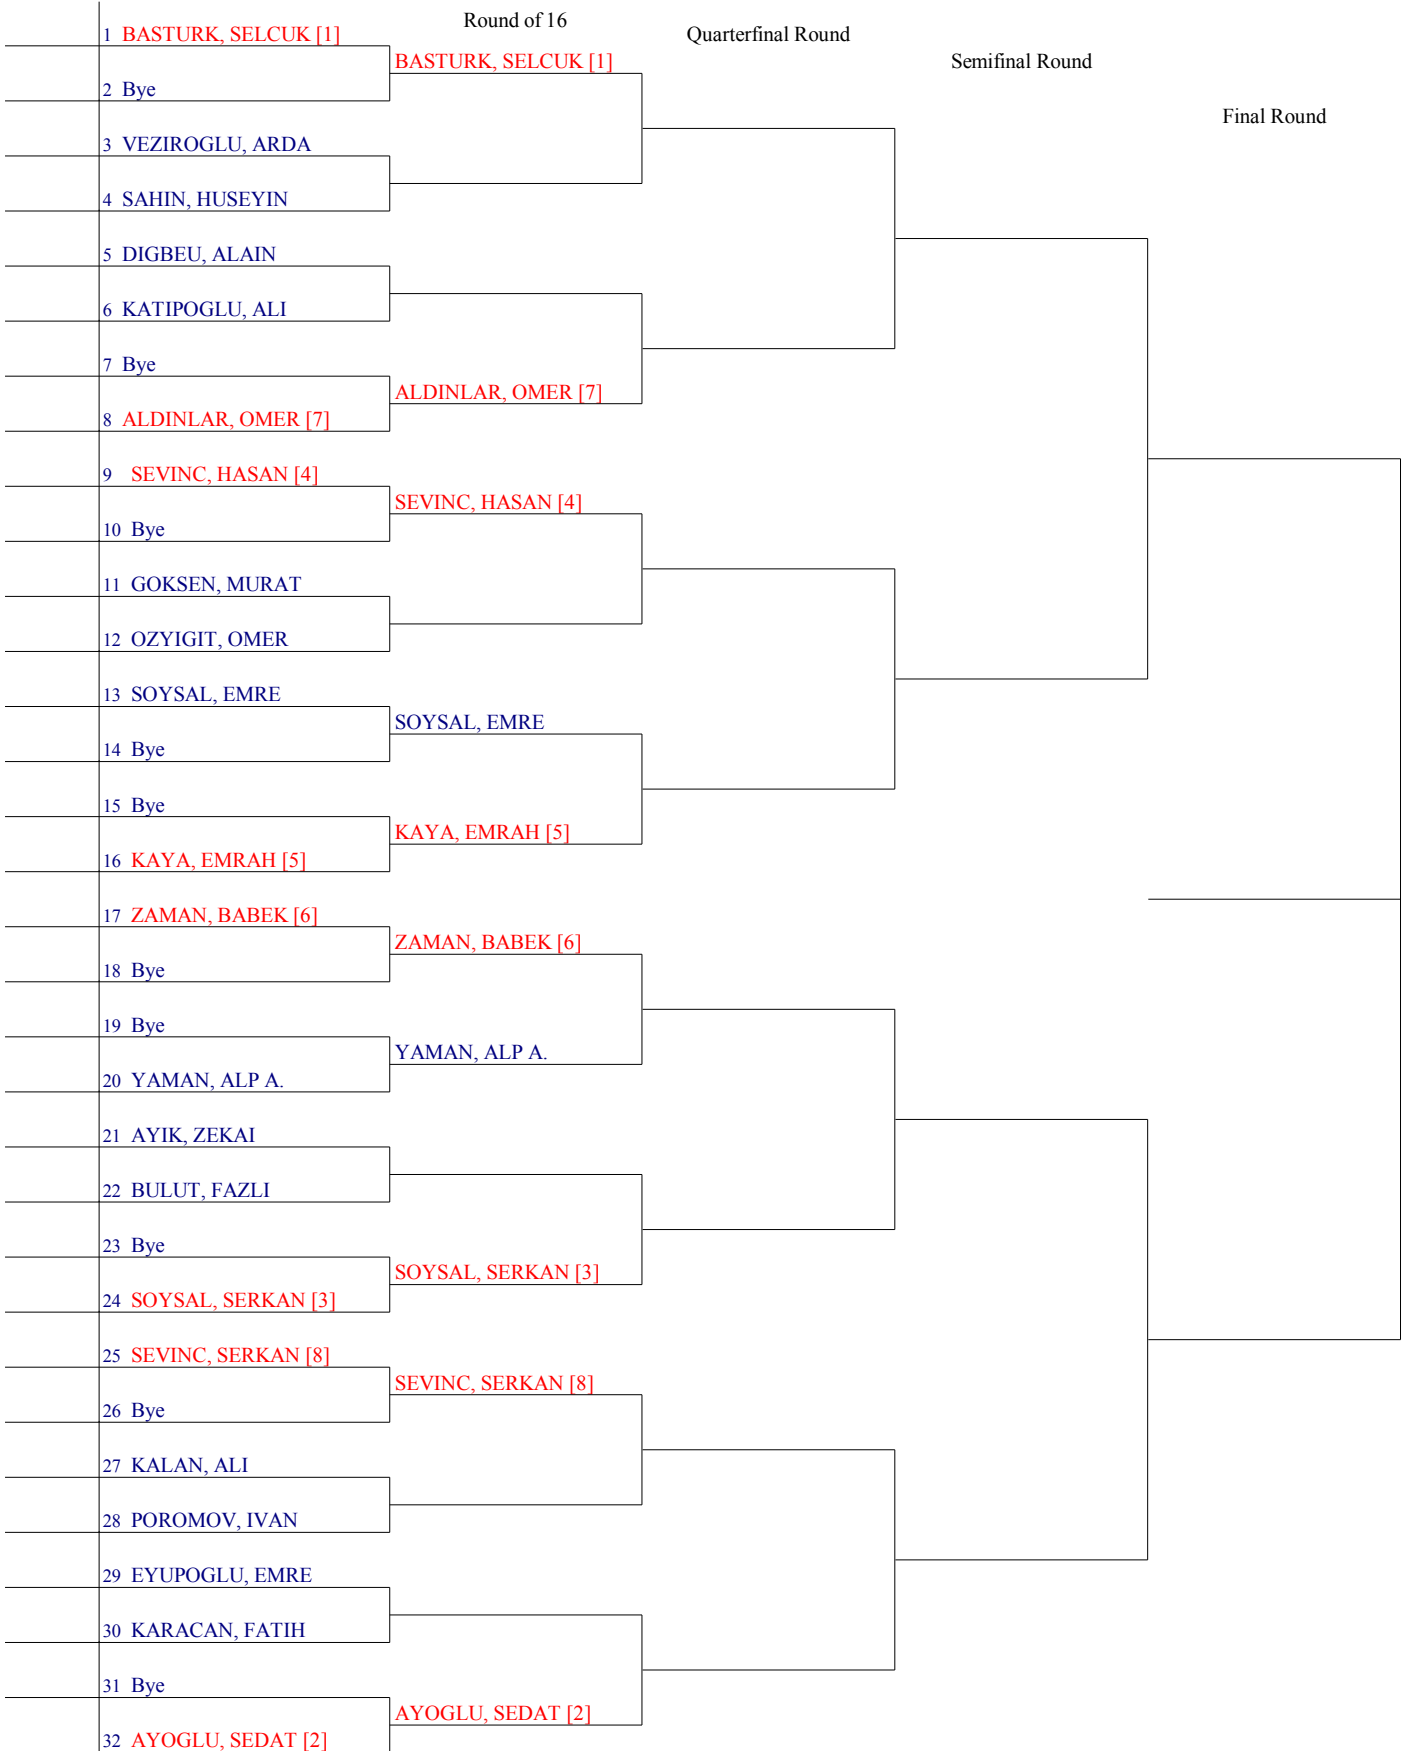 Round of 16
Quarterfinal Round
Semifinal Round
Final Round
1 BASTURK, SELCUK [1]
BASTURK, SELCUK [1]
2 Bye
3 VEZIROGLU, ARDA
4 SAHIN, HUSEYIN
5 DIGBEU, ALAIN
6 KATIPOGLU, ALI
7 Bye
ALDINLAR, OMER [7]
8 ALDINLAR, OMER [7]
9 SEVINC, HASAN [4]
SEVINC, HASAN [4]
10 Bye
11 GOKSEN, MURAT
12 OZYIGIT, OMER
13 SOYSAL, EMRE
SOYSAL, EMRE
14 Bye
15 Bye
KAYA, EMRAH [5]
16 KAYA, EMRAH [5]
17 ZAMAN, BABEK [6]
ZAMAN, BABEK [6]
18 Bye
19 Bye
YAMAN, ALP A.
20 YAMAN, ALP A.
21 AYIK, ZEKAI
22 BULUT, FAZLI
23 Bye
SOYSAL, SERKAN [3]
24 SOYSAL, SERKAN [3]
25 SEVINC, SERKAN [8]
SEVINC, SERKAN [8]
26 Bye
27 KALAN, ALI
28 POROMOV, IVAN
29 EYUPOGLU, EMRE
30 KARACAN, FATIH
31 Bye
AYOGLU, SEDAT [2]
32 AYOGLU, SEDAT [2]